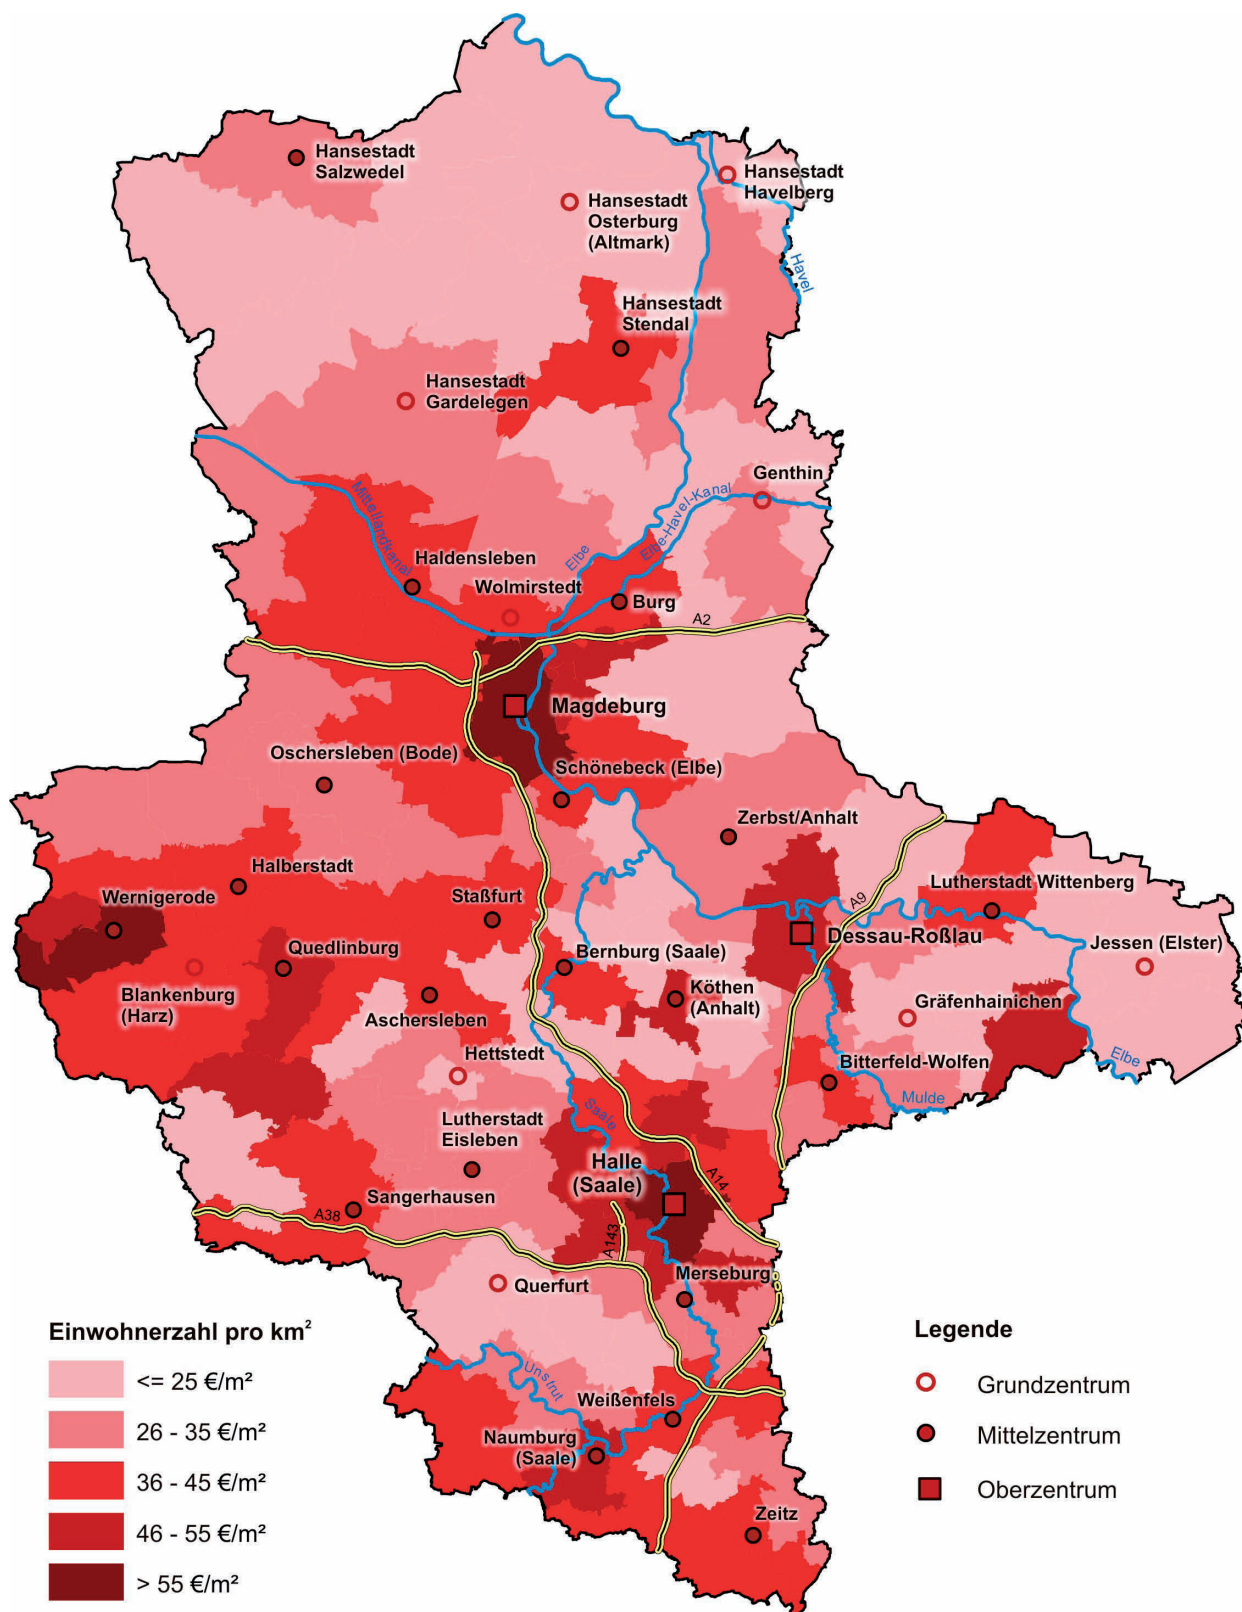 Hansestadt
Salzwedel
Hansestadt
Havelberg
Hansestadt
Osterburg
(Altmark)
Havel
Hansestadt
Stendal
Hansestadt
Gardelegen
Genthin
Mittellandkanal
Elbe-Havel-Kanal
Elbe
Haldensleben
Wolmirstedt
Burg
A2
Magdeburg
Oschersleben (Bode)
Schönebeck (Elbe)
Zerbst/Anhalt
Halberstadt
Wernigerode
Staßfurt
A9
Lutherstadt Wittenberg
Quedlinburg
Bernburg (Saale)
Dessau-Roßlau
Jessen (Elster)
Blankenburg
(Harz)
Aschersleben
Köthen
(Anhalt)
Gräfenhainichen
Hettstedt
Bitterfeld-Wolfen
Elbe
Mulde
Saale
Lutherstadt
Eisleben
Halle
(Saale)
A14
Sangerhausen
A38
A143
Querfurt
Merseburg
Unstrut
Weißenfels
Naumburg
(Saale)
Zeitz
Einwohnerzahl pro km²
<= 25 €/m²
26 - 35 €/m²
36 - 45 €/m²
46 - 55 €/m²
> 55 €/m²
Legende
Grundzentrum
Mittelzentrum
Oberzentrum